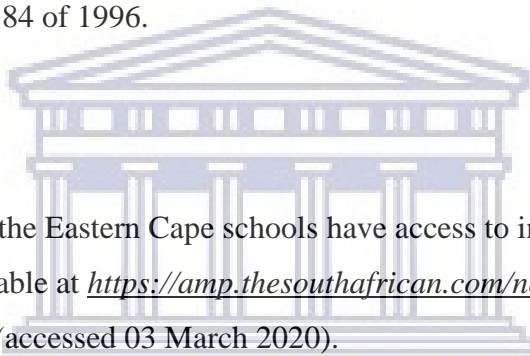 84 of 1996.
the Eastern Cape schools have access to
able at https://amp.thesouthafrican.com/
(accessed 03 March 2020).